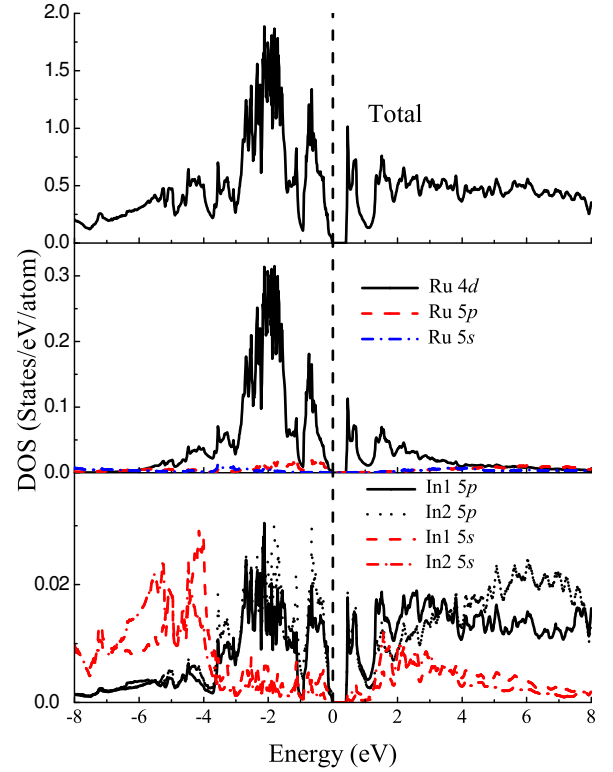 2.0
1.5
Total
1.0
0.5
0.0
0.3
Ru 4d
Ru 5p
0.2
Ru 5s
DOS (States/eV/atom)
0.1
0.0
In1 5p
In2 5p
In1 5s
In2 5s
0.02
0.0
-8 -6 -4 -2 0 2 4 6 8
Energy (eV)